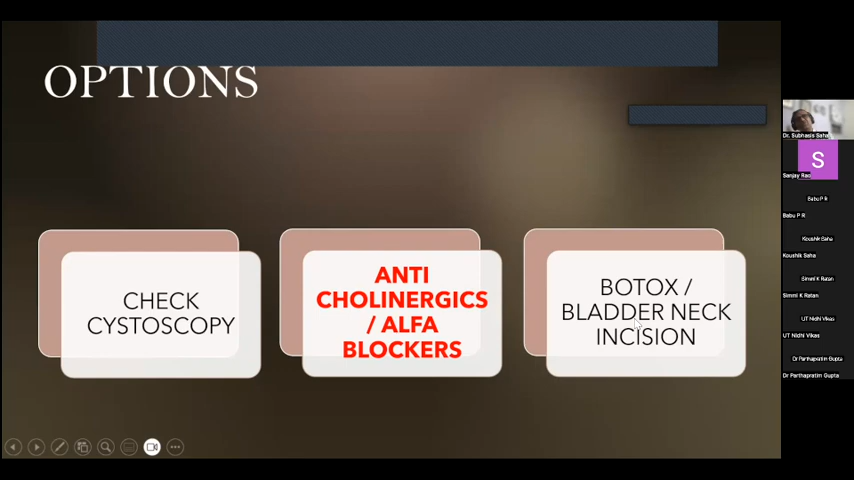 OPTIONS
CHECK
CYSTOSCOPY
ANTI
CHOLINERGICS
/ ALFA
BLOCKERS
BOTOX /
BLADDER NECK
INCISION
Dr. Subhasis Saha
S
Sanjay Rao
Babu P R
Babu P R
Koushik Saha
Koushik Saha
Simmi K Ratan
Simmi K Ratan
UT Nidhi Vikas
UT Nidhi Vikas
Dr Parthapratim Gupta
Dr Parthapratim Gupta